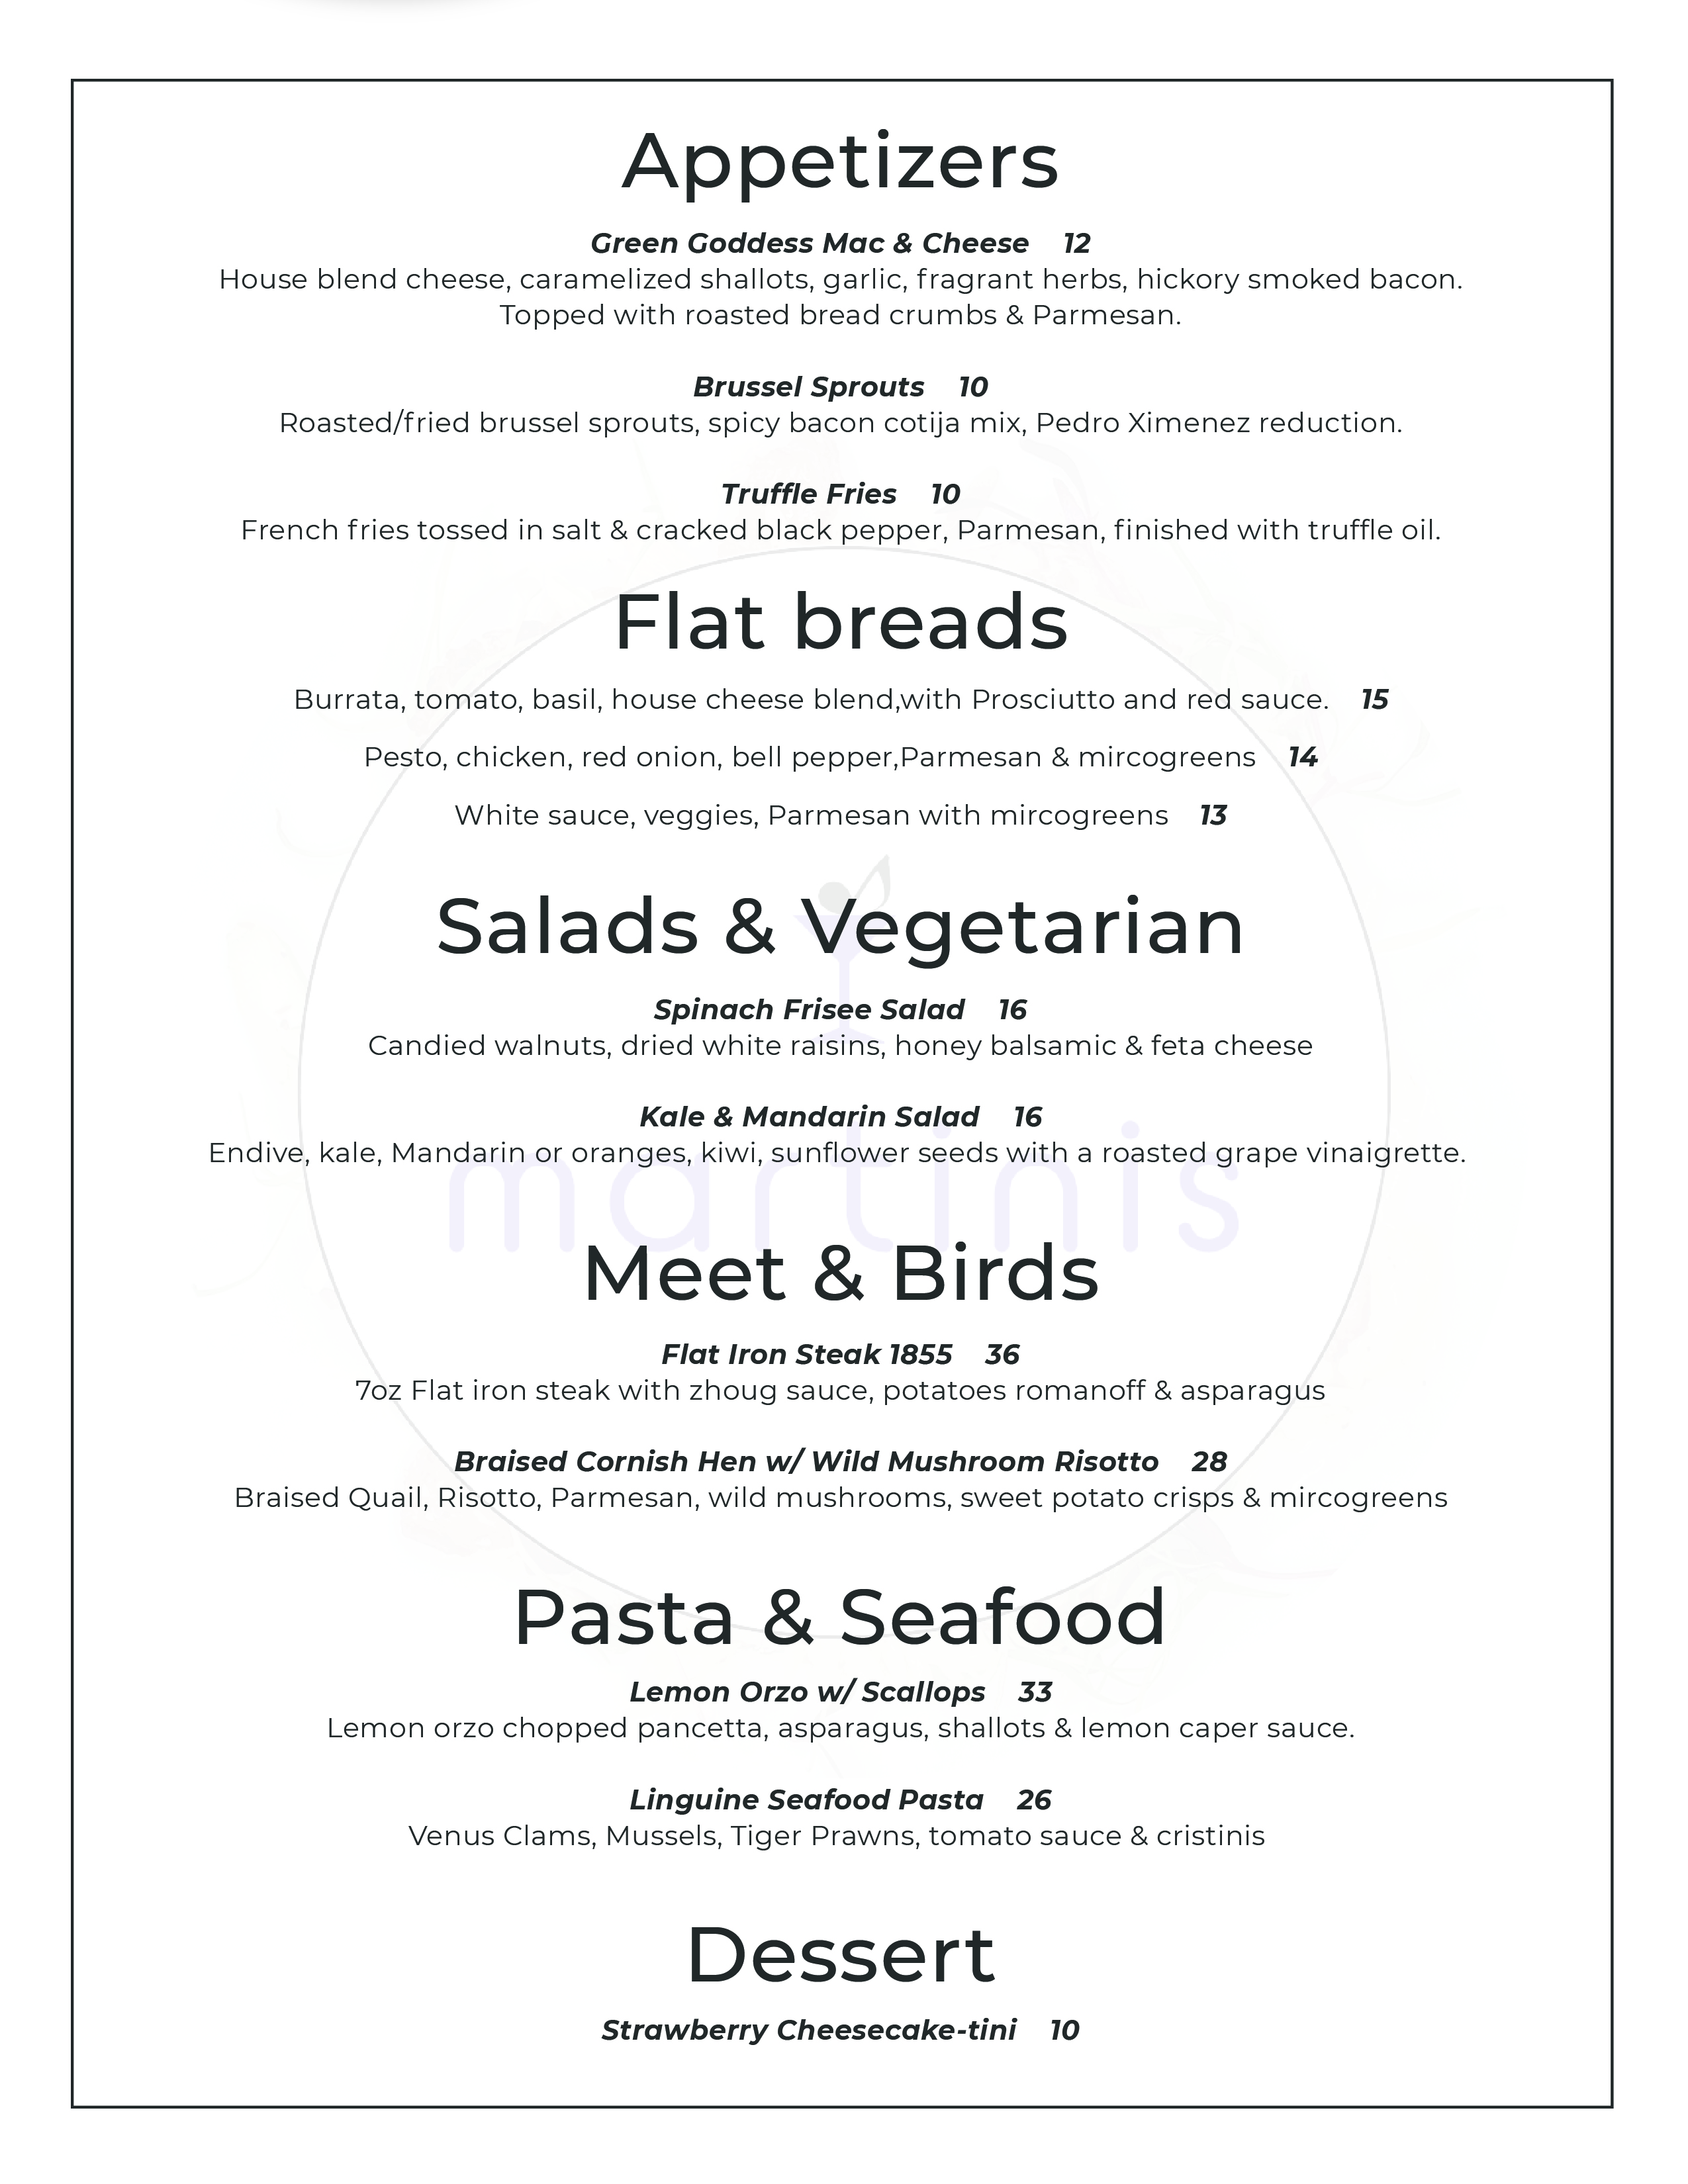 Appetizers
Green Goddess Mac & Cheese 12
House blend cheese, caramelized shallots, garlic, fragrant herbs, hickory smoked bacon.
Topped with roasted bread crumbs & Parmesan.
Brussel Sprouts 10
Roasted/fried brussel sprouts, spicy bacon cotija mix, Pedro Ximenez reduction.
Truffle Fries 10
French fries tossed in salt & cracked black pepper, Parmesan, finished with truffle oil.
Flat breads
Burrata, tomato, basil, house cheese blend,with Prosciutto and red sauce. 15
Pesto, chicken, red onion, bell pepper,Parmesan & mircogreens 14
White sauce, veggies, Parmesan with mircogreens 13
Salads & Vegetarian
Spinach Frisee Salad 16
Candied walnuts, dried white raisins, honey balsamic & feta cheese
Kale & Mandarin Salad 16
Endive, kale, Mandarin or oranges, kiwi, sunflower seeds with a roasted grape vinaigrette.
martinis
Meet & Birds
Flat Iron Steak 1855 36
7oz Flat iron steak with zhoug sauce, potatoes romanoff & asparagus
Braised Cornish Hen w/ Wild Mushroom Risotto 28
Braised Quail, Risotto, Parmesan, wild mushrooms, sweet potato crisps & mircogreens
Pasta & Seafood
Lemon Orzo w/ Scallops 33
Lemon orzo chopped pancetta, asparagus, shallots & lemon caper sauce.
Linguine Seafood Pasta 26
Venus Clams, Mussels, Tiger Prawns, tomato sauce & cristinis
Dessert
Strawberry Cheesecake-tini 10